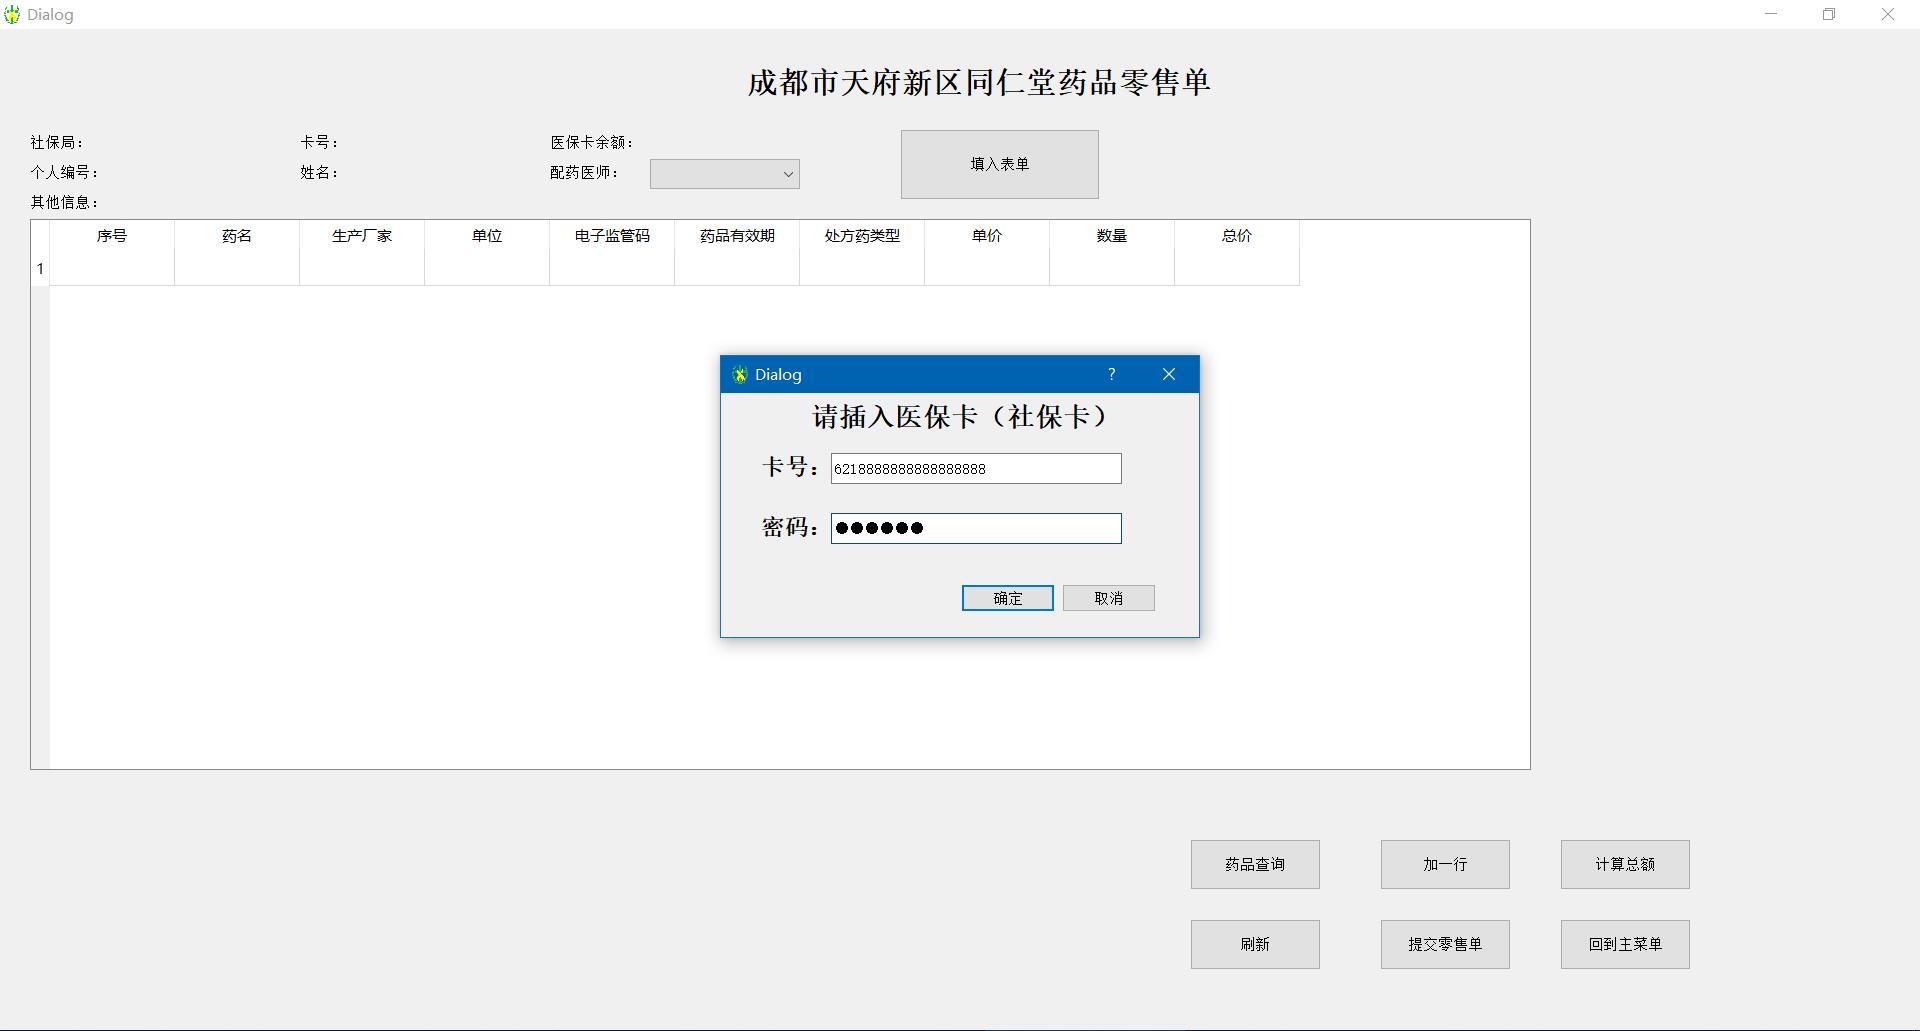 Dialog
成都市天府新区同仁堂药品零售单
社保局： 卡号： 医保卡余额：
填入表单
个人编号： 姓名： 配药医师：
其他信息：
序号 药名 生产厂家 单位 电子监管码 药品有效期 处方药类型 单价 数量 总价
1
Dialog ?
请插入医保卡（社保卡）
卡号： 6218888888888888888
密码： ●●●●●●
确定 取消
药品查询 加一行 计算总额
刷新 提交零售单 回到主菜单